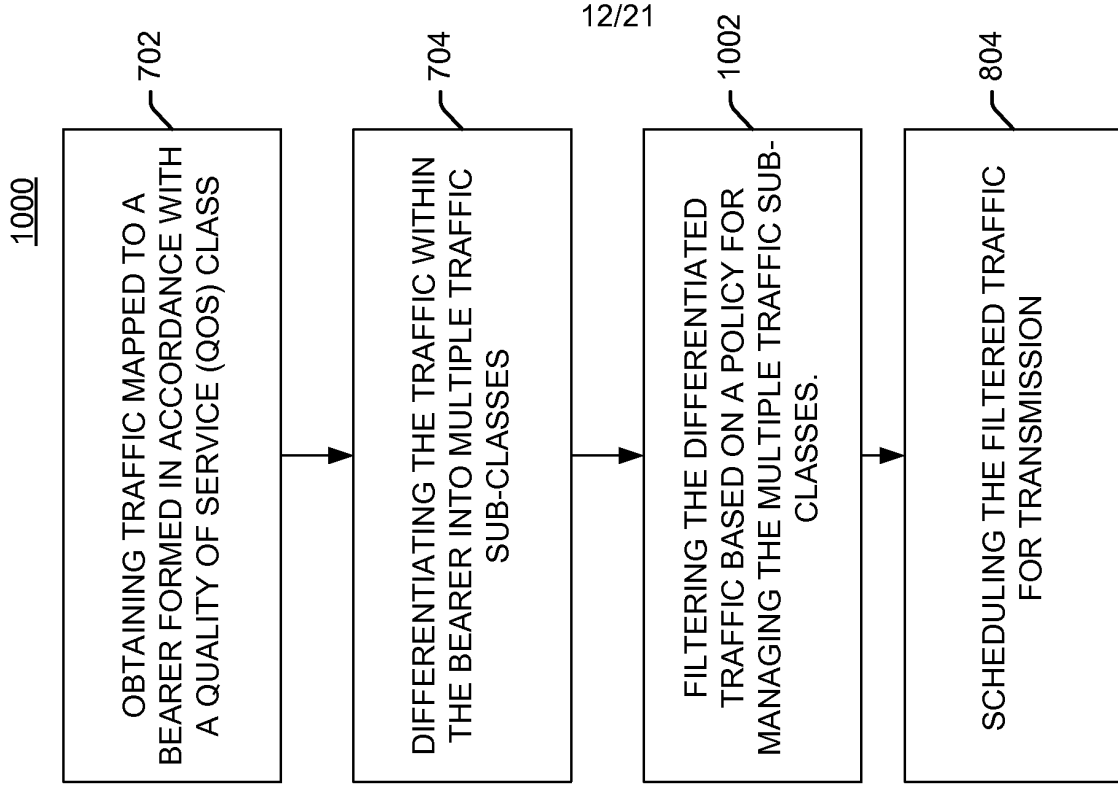 12/21
1000
OBTAINING TRAFFIC MAPPED TO A
BEARER FORMED IN ACCORDANCE WITH
A QUALITY OF SERVICE (QOS) CLASS
702
DIFFERENTIATING THE TRAFFIC WITHIN
THE BEARER INTO MULTIPLE TRAFFIC
SUB-CLASSES
704
FILTERING THE DIFFERENTIATED
TRAFFIC BASED ON A POLICY FOR
MANAGING THE MULTIPLE TRAFFIC SUB-
CLASSES.
1002
SCHEDULING THE FILTERED TRAFFIC
FOR TRANSMISSION
804